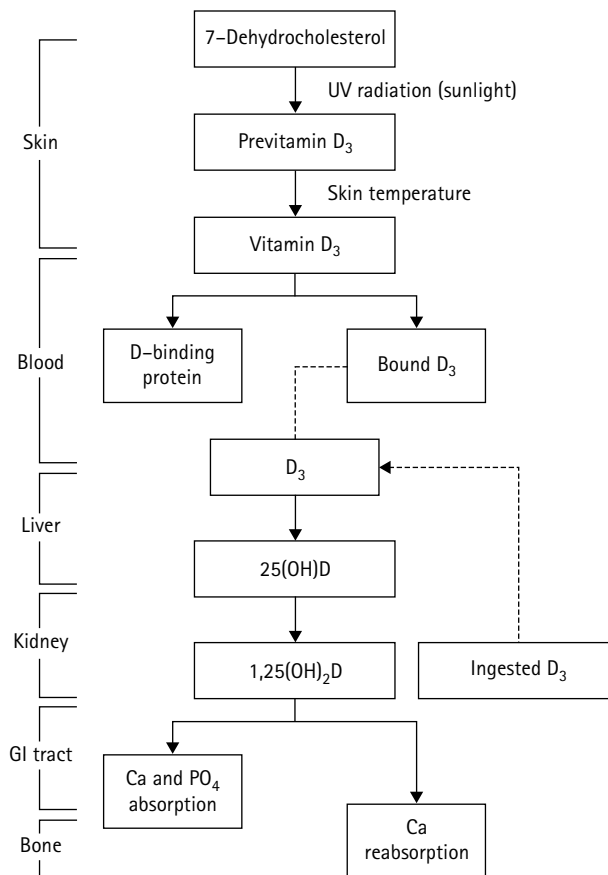 7–Dehydrocholesterol
UV radiation (sunlight)
Skin
Previtamin D₃
Skin temperature
Vitamin D₃
Blood
D–binding
protein
Bound D₃
D₃
Liver
25(OH)D
Kidney
1,25(OH)₂D
Ingested D₃
GI tract
Ca and PO₄
absorption
Bone
Ca
reabsorption